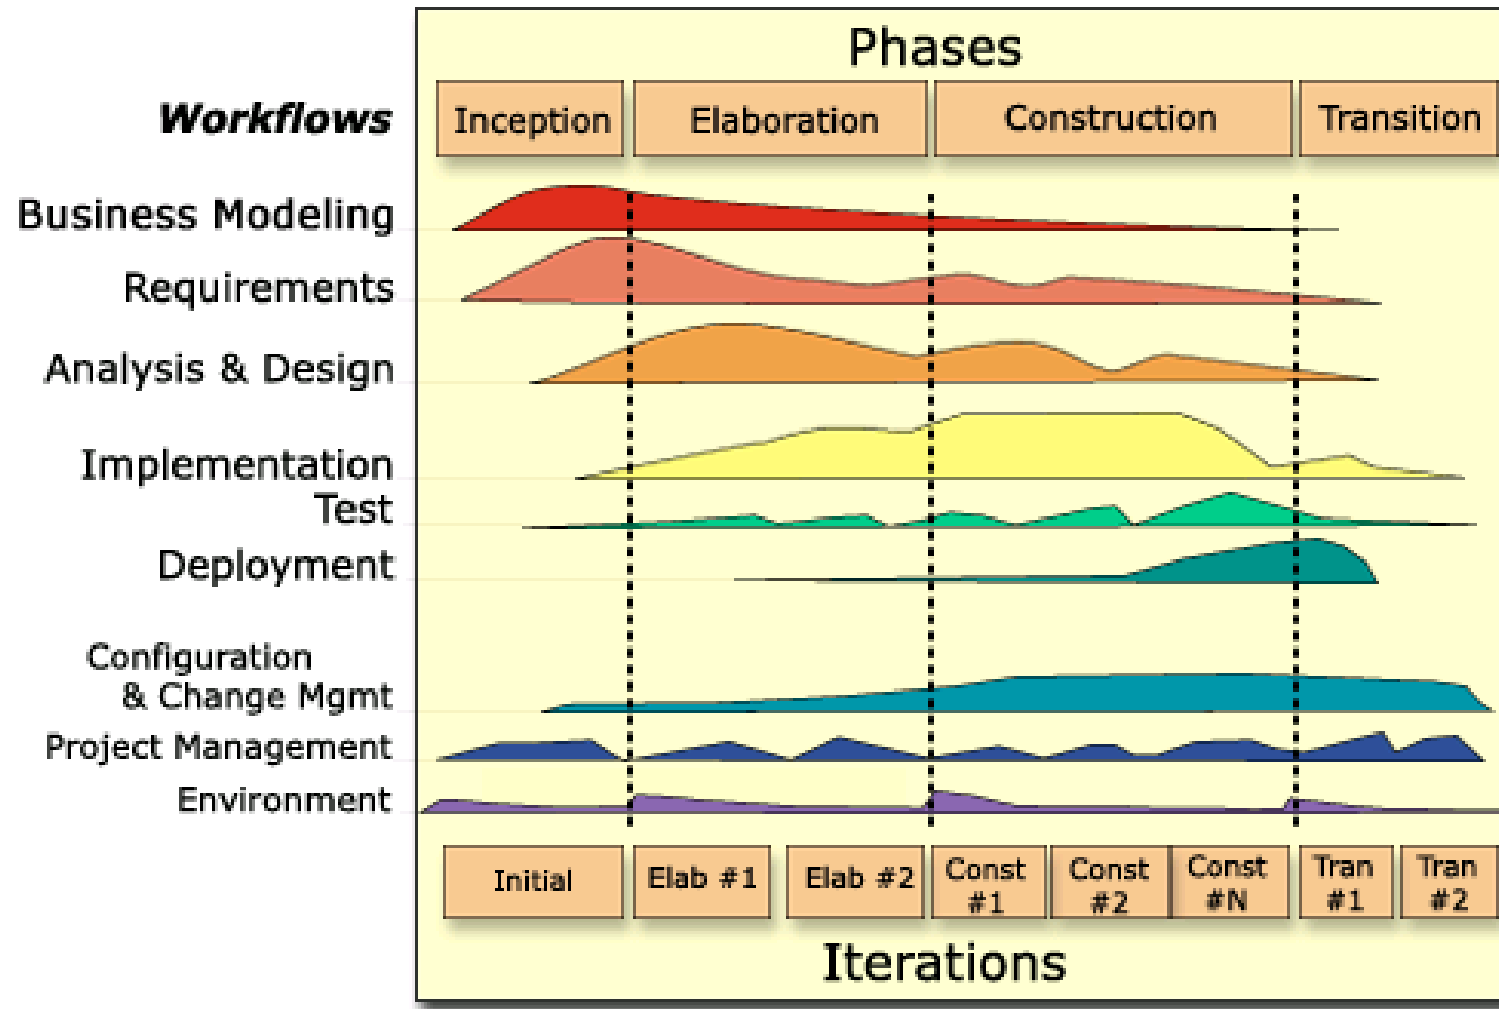 Phases
Workflows
Inception
Elaboration
Construction
Transition
Business Modeling
Requirements
Analysis & Design
Implementation
Test
Deployment
Configuration
& Change Mgmt
Project Management
Environment
Initial
Elab #1
Elab #2
Const
#1
Const
#2
Const
#N
Tran
#1
Tran
#2
Iterations